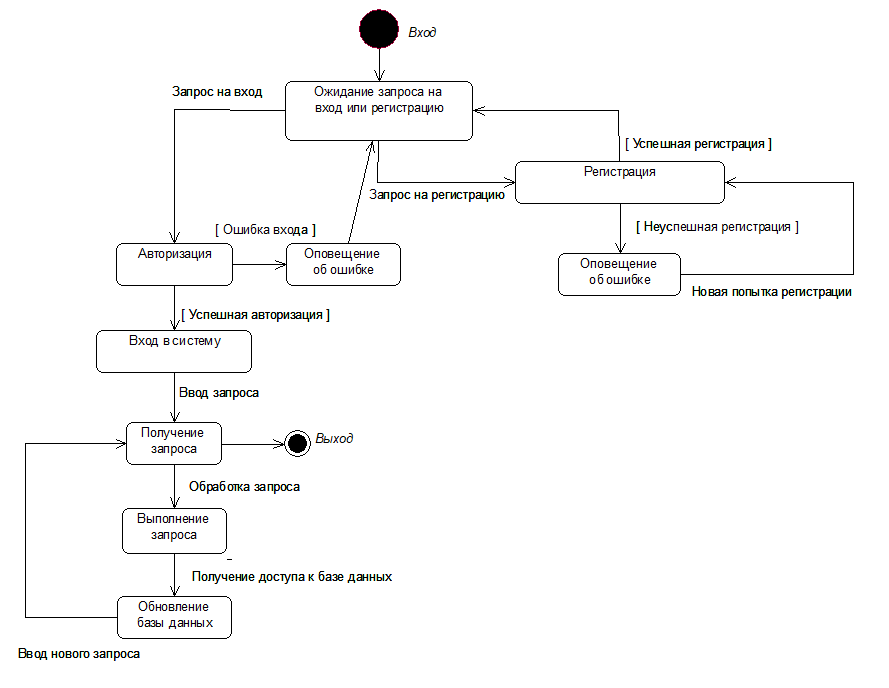 Вход
Запрос на вход
Ожидание запроса на
вход или регистрацию
[ Успешная регистрация ]
Регистрация
Запрос на регистрацию
[ Ошибка входа ]
[ Неуспешная регистрация ]
Авторизация
Оповещение
об ошибке
Оповещение
об ошибке
Новая попытка регистрации
[ Успешная авторизация ]
Вход в систему
Ввод запроса
Получение
запроса
Выход
Обработка запроса
Выполнение
запроса
Получение доступа к базе данных
Обновление
базы данных
Ввод нового запроса